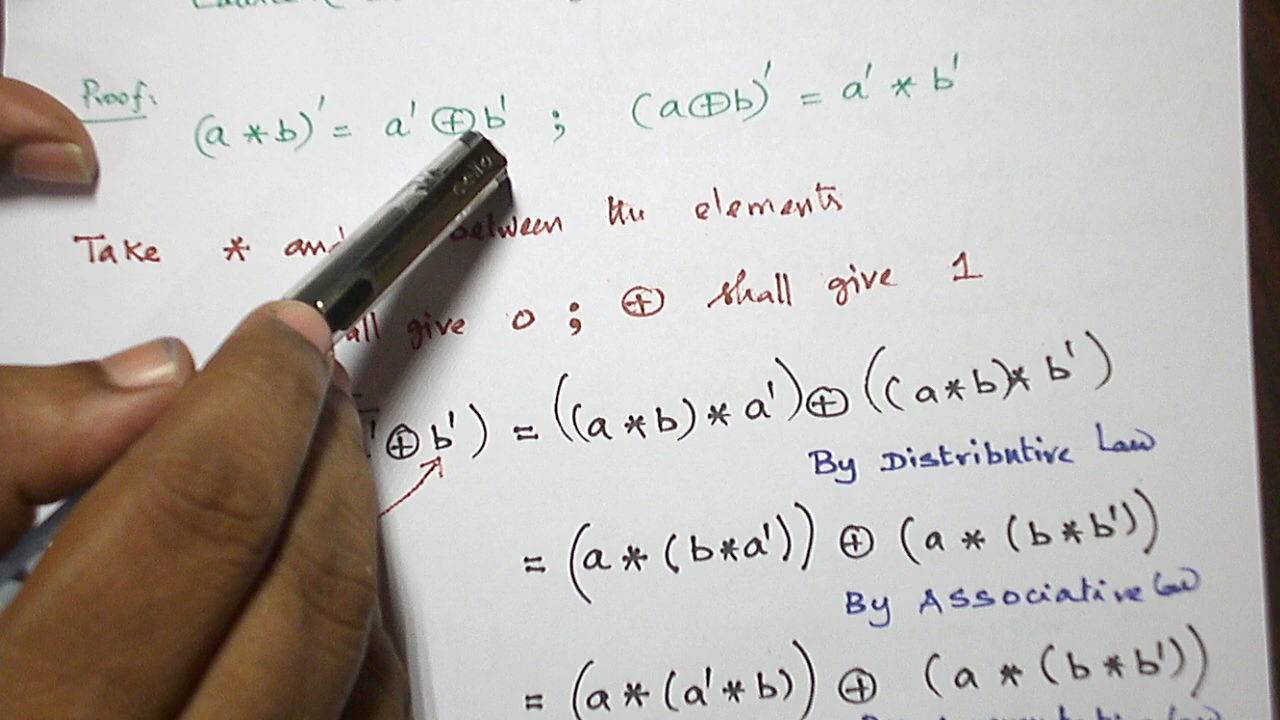 Proof:
(a * b)' = a' ⊕ b' ; (a ⊕ b)' = a' * b'
Take * and between the elements
all give 0 ; ⊕ shall give 1
' ⊕ b') = ((a * b) * a') ⊕ ((a * b) * b')
By Distributive Law
= (a * (b * a')) ⊕ (a * (b * b'))
By Associative Law
= (a * (a' * b)) ⊕ (a * (b * b'))